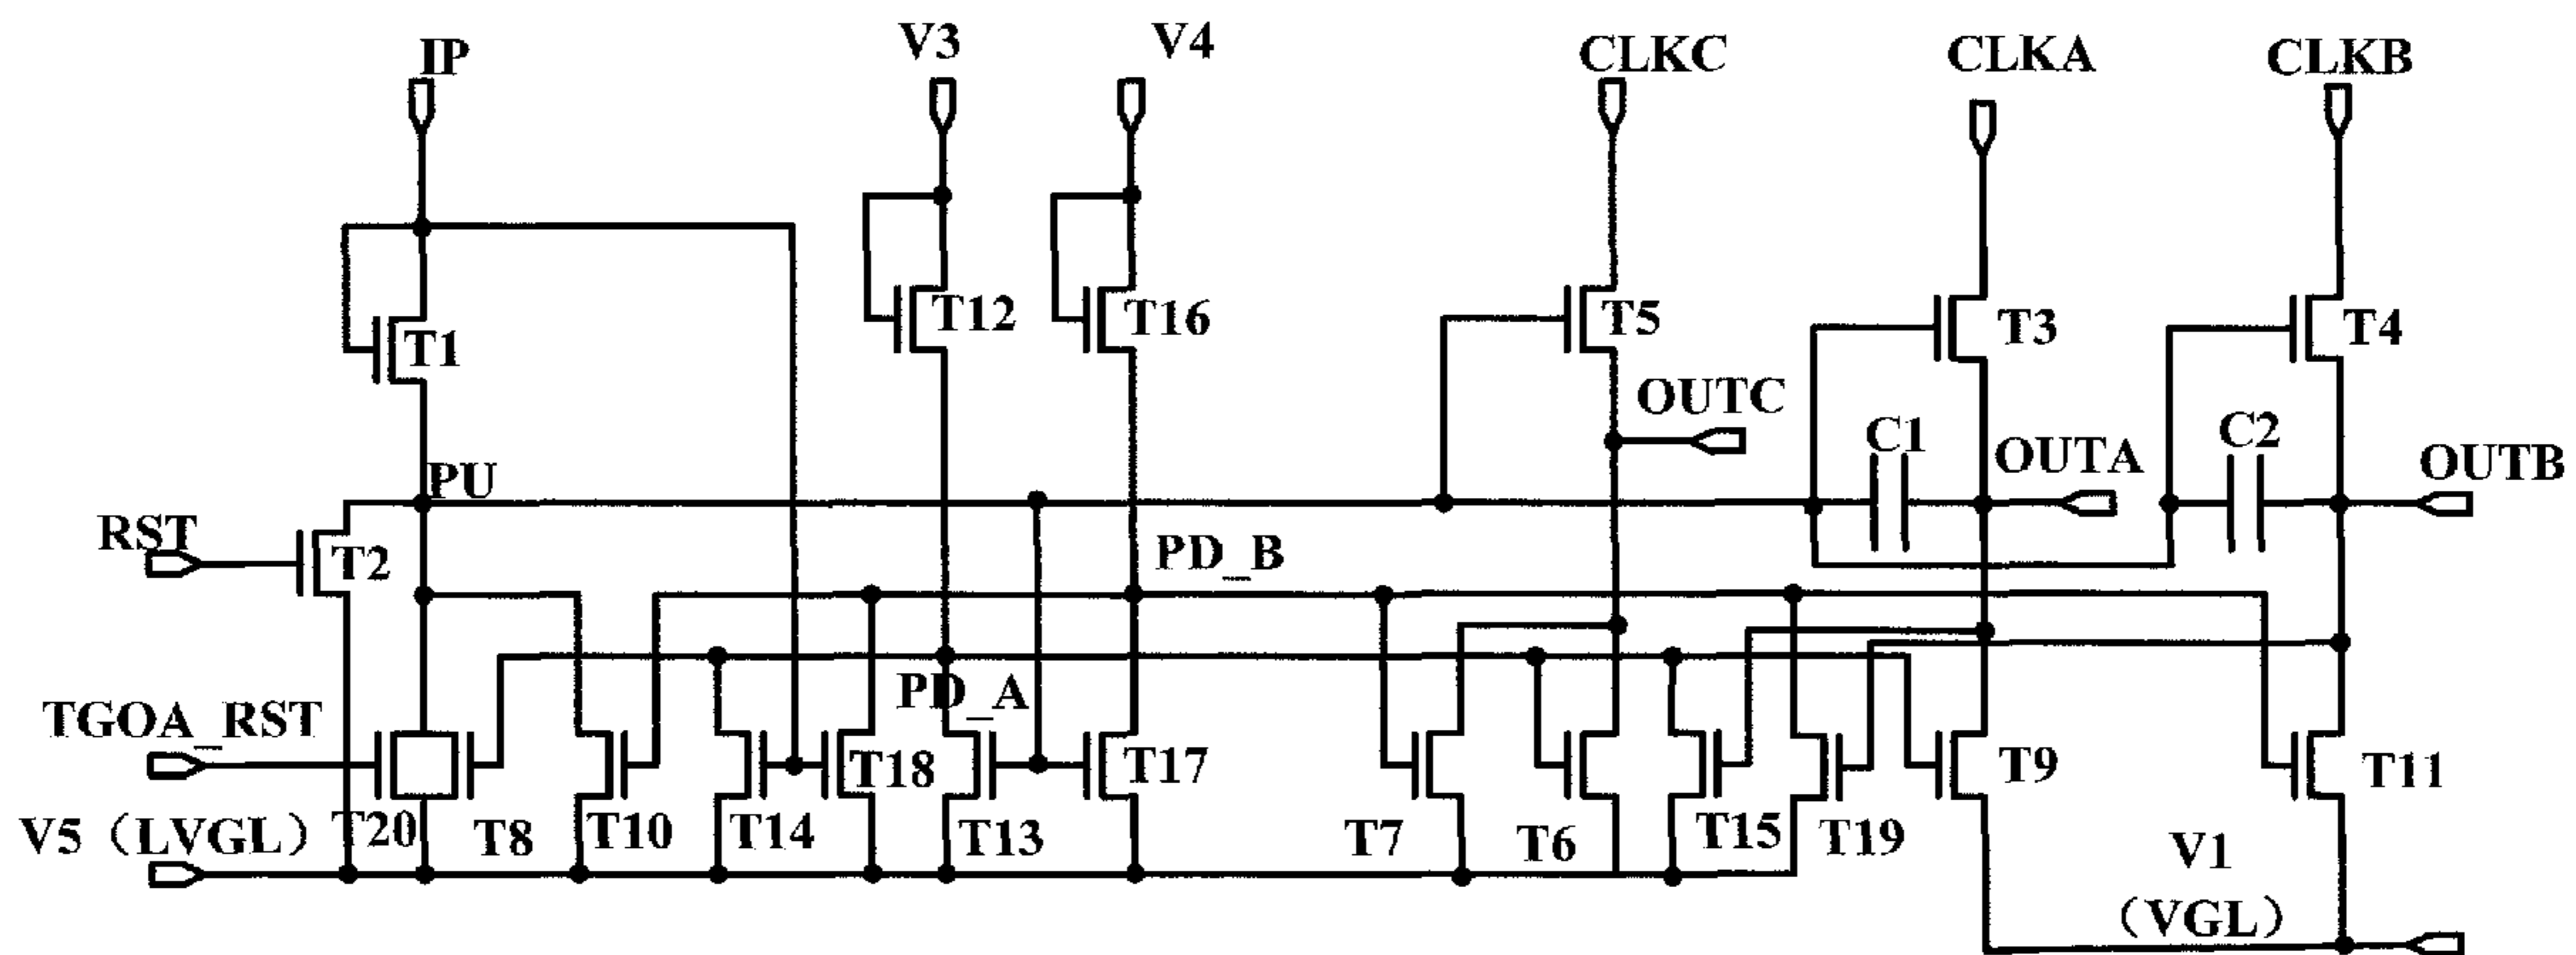 IP
V3
V4
CLKC
CLKA
CLKB
T1
T12
T16
T5
T3
T4
OUTC
C1
C2
PU
OUTA
OUTB
RST
T2
PD_B
PD_A
TGOA_RST
T18
T17
T9
T11
V5（LVGL）
T20
T8
T10
T14
T13
T7
T6
T15
T19
V1
（VGL）